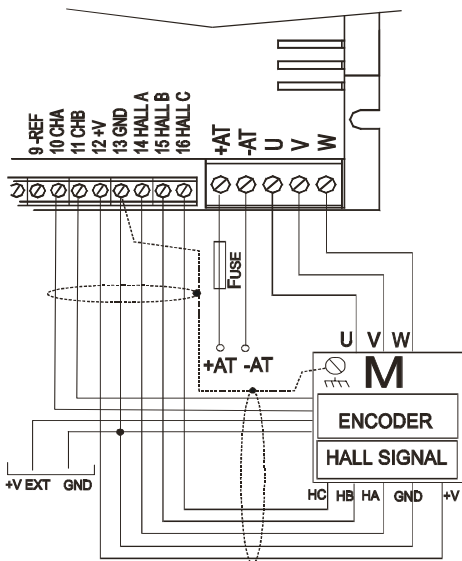 9 -REF
10 CHA
11 CHB
12 +V
13 GND
14 HALL A
15 HALL B
16 HALL C
+AT
-AT
U
V
W
FUSE
+AT -AT
U V W
M
ENCODER
HALL SIGNAL
+V EXT GND
HC HB HA GND +V